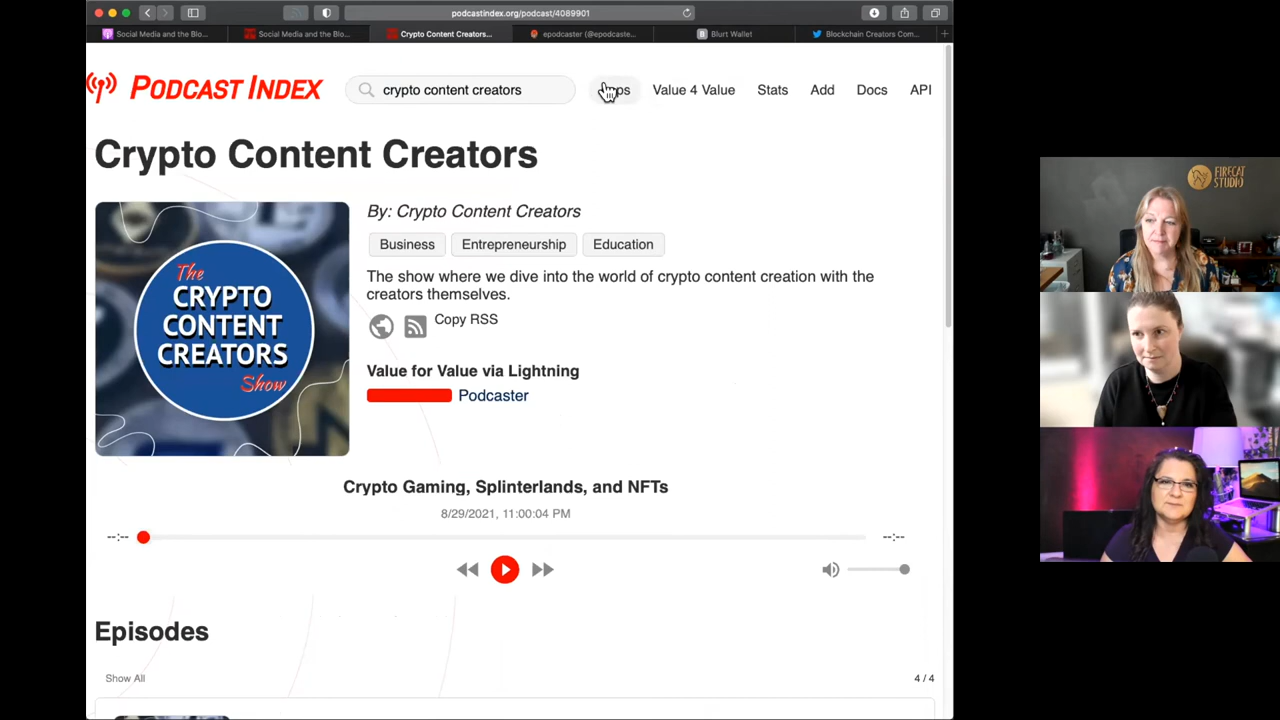 podcastindex.org/podcast/4089901
Social Media and the Blo...
Social Media and the Blo...
Crypto Content Creators...
epodcaster (@epodcaste...
Blurt Wallet
Blockchain Creators Com...
PODCAST INDEX
crypto content creators
Value 4 Value
Stats
Add
Docs
API
Crypto Content Creators
The
CRYPTO
CONTENT
CREATORS
Show
By: Crypto Content Creators
Business
Entrepreneurship
Education
The show where we dive into the world of crypto content creation with the
creators themselves.
Copy RSS
Value for Value via Lightning
Podcaster
Crypto Gaming, Splinterlands, and NFTs
8/29/2021, 11:00:04 PM
--:--
--:--
Episodes
Show All
4 / 4
FIRECAT
STUDIO